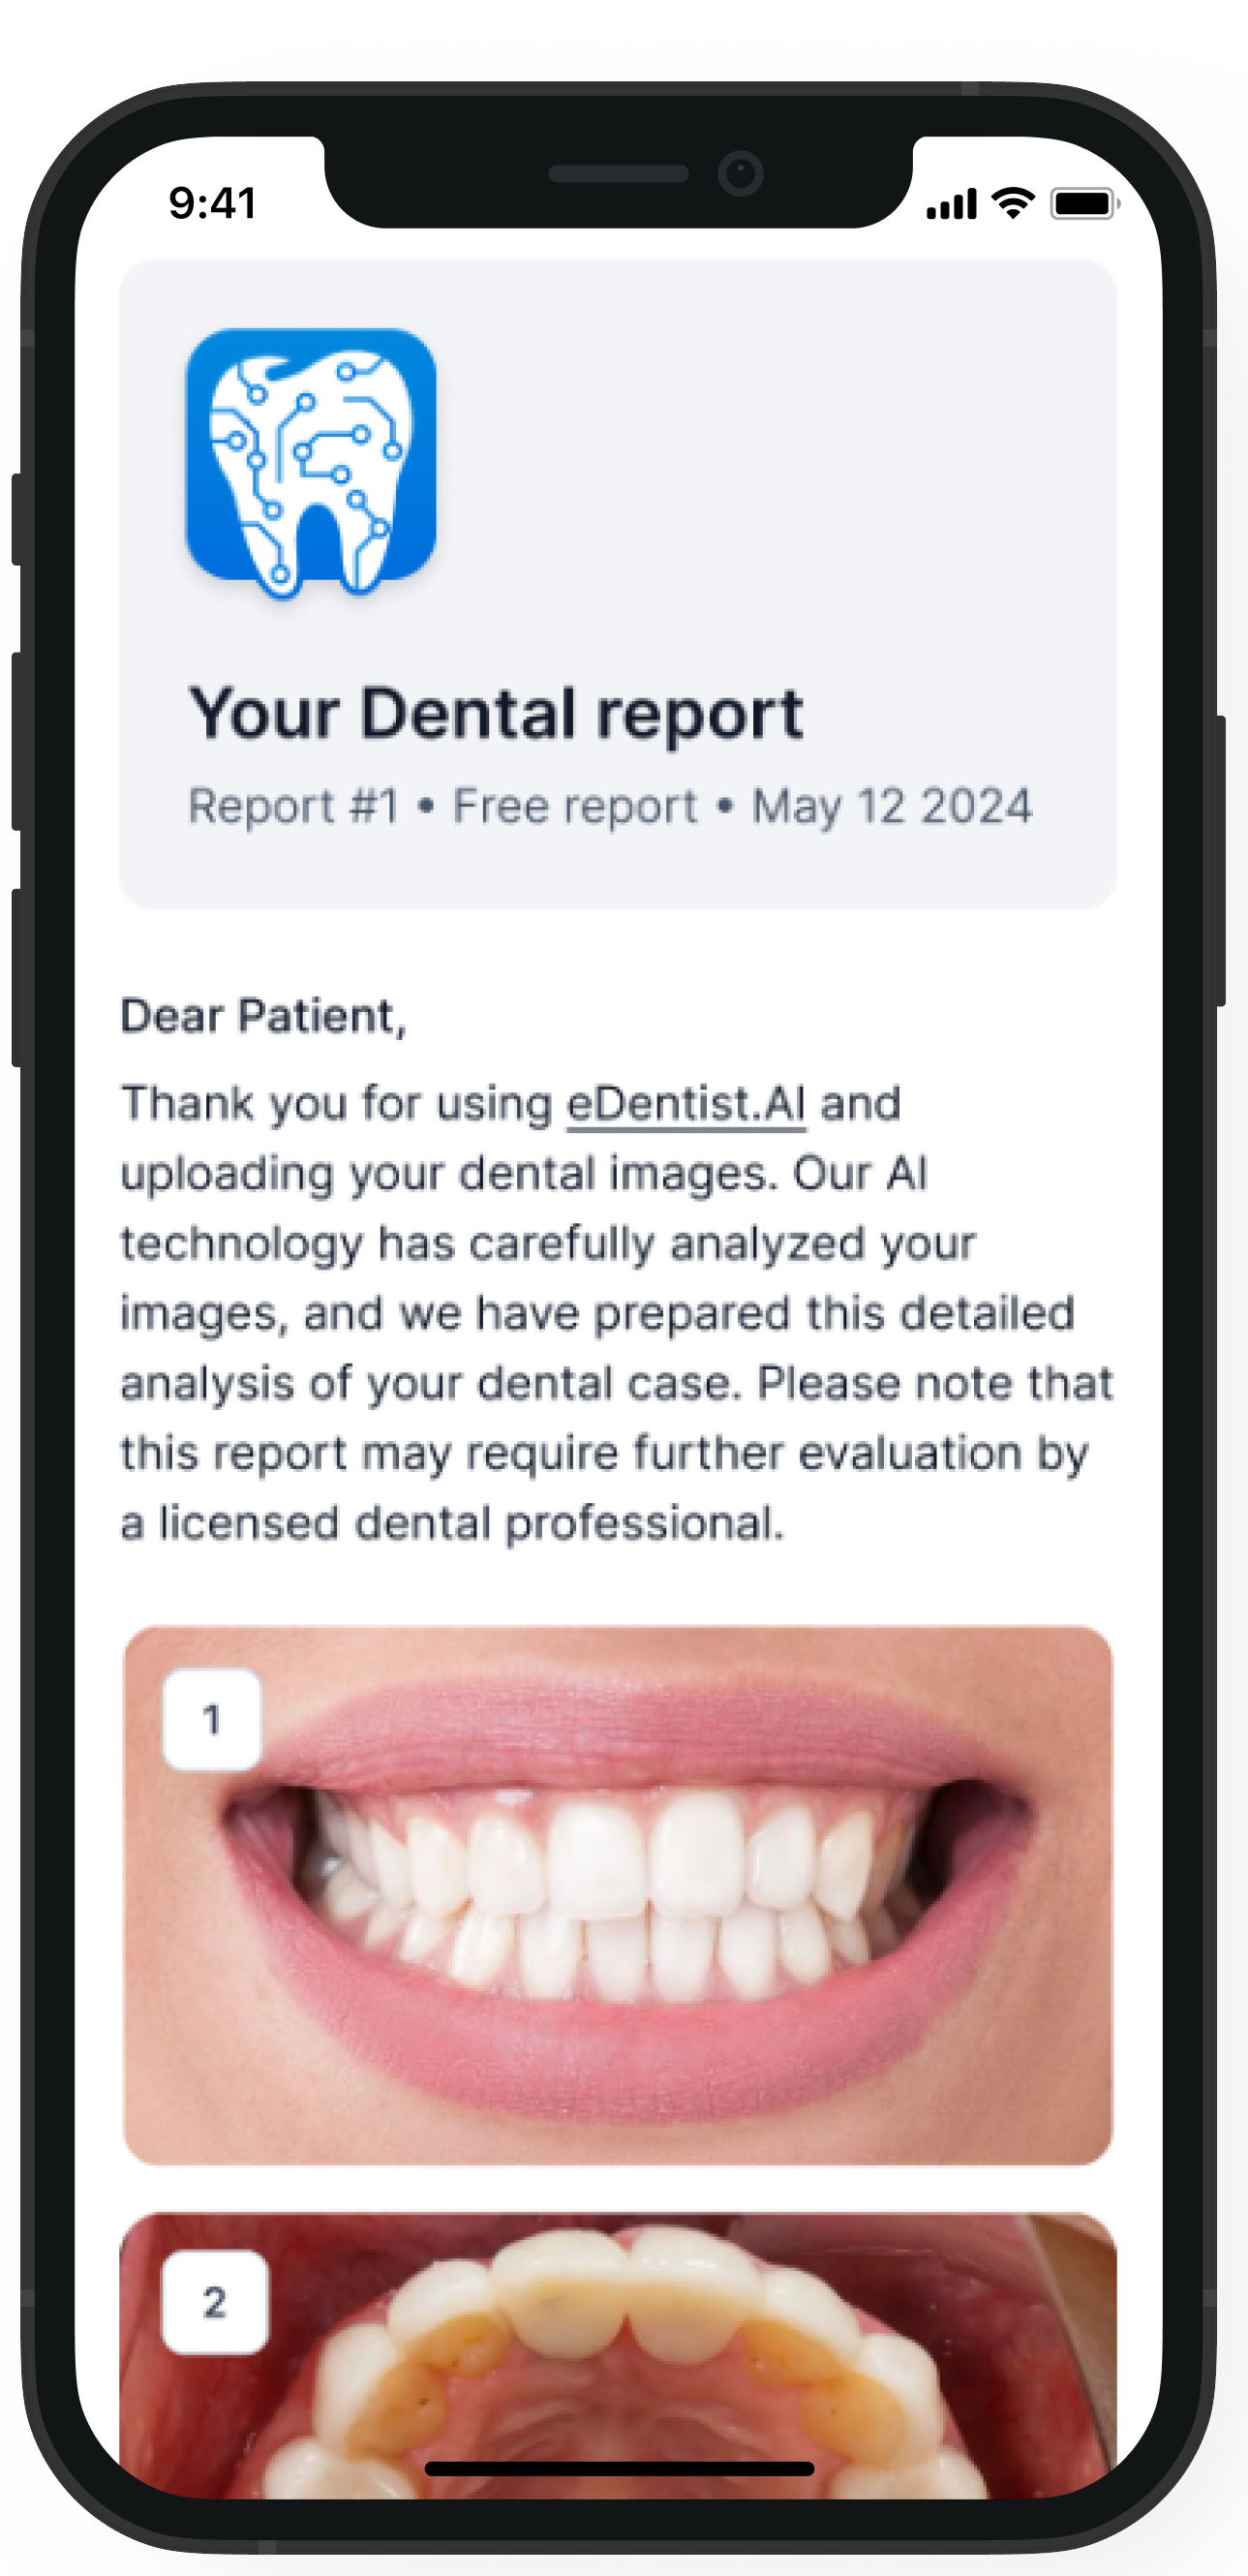 9:41
Your Dental report
Report #1 • Free report • May 12 2024
Dear Patient,
Thank you for using eDentist.AI and
uploading your dental images. Our AI
technology has carefully analyzed your
images, and we have prepared this detailed
analysis of your dental case. Please note that
this report may require further evaluation by
a licensed dental professional.
1
2